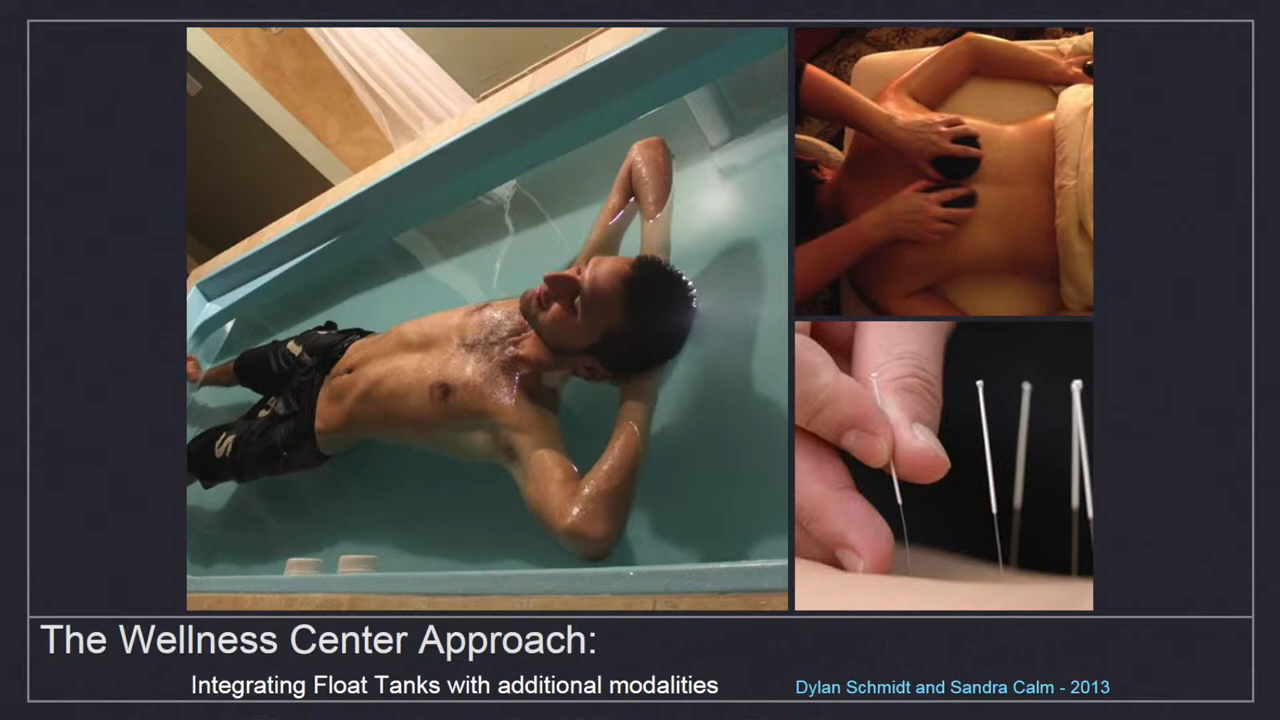 The Wellness Center Approach:
Integrating Float Tanks with additional modalities
Dylan Schmidt and Sandra Calm - 2013